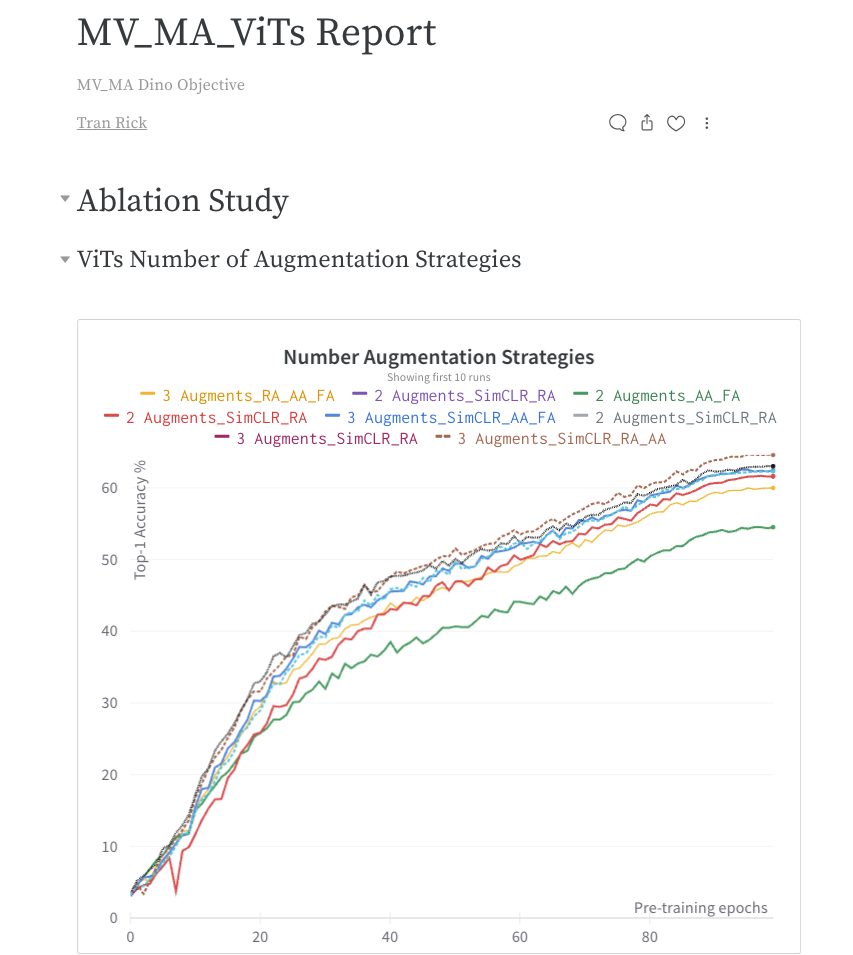 MV_MA_ViTs Report
MV_MA Dino Objective
Tran Rick
Ablation Study
ViTs Number of Augmentation Strategies
Number Augmentation Strategies
Showing first 10 runs
3 Augments_RA_AA_FA 2 Augments_SimCLR_RA 2 Augments_AA_FA
2 Augments_SimCLR_RA 3 Augments_SimCLR_AA_FA 2 Augments_SimCLR_RA
3 Augments_SimCLR_RA 3 Augments_SimCLR_RA_AA
Top-1 Accuracy %
60
50
40
30
20
10
0
Pre-training epochs
0 20 40 60 80